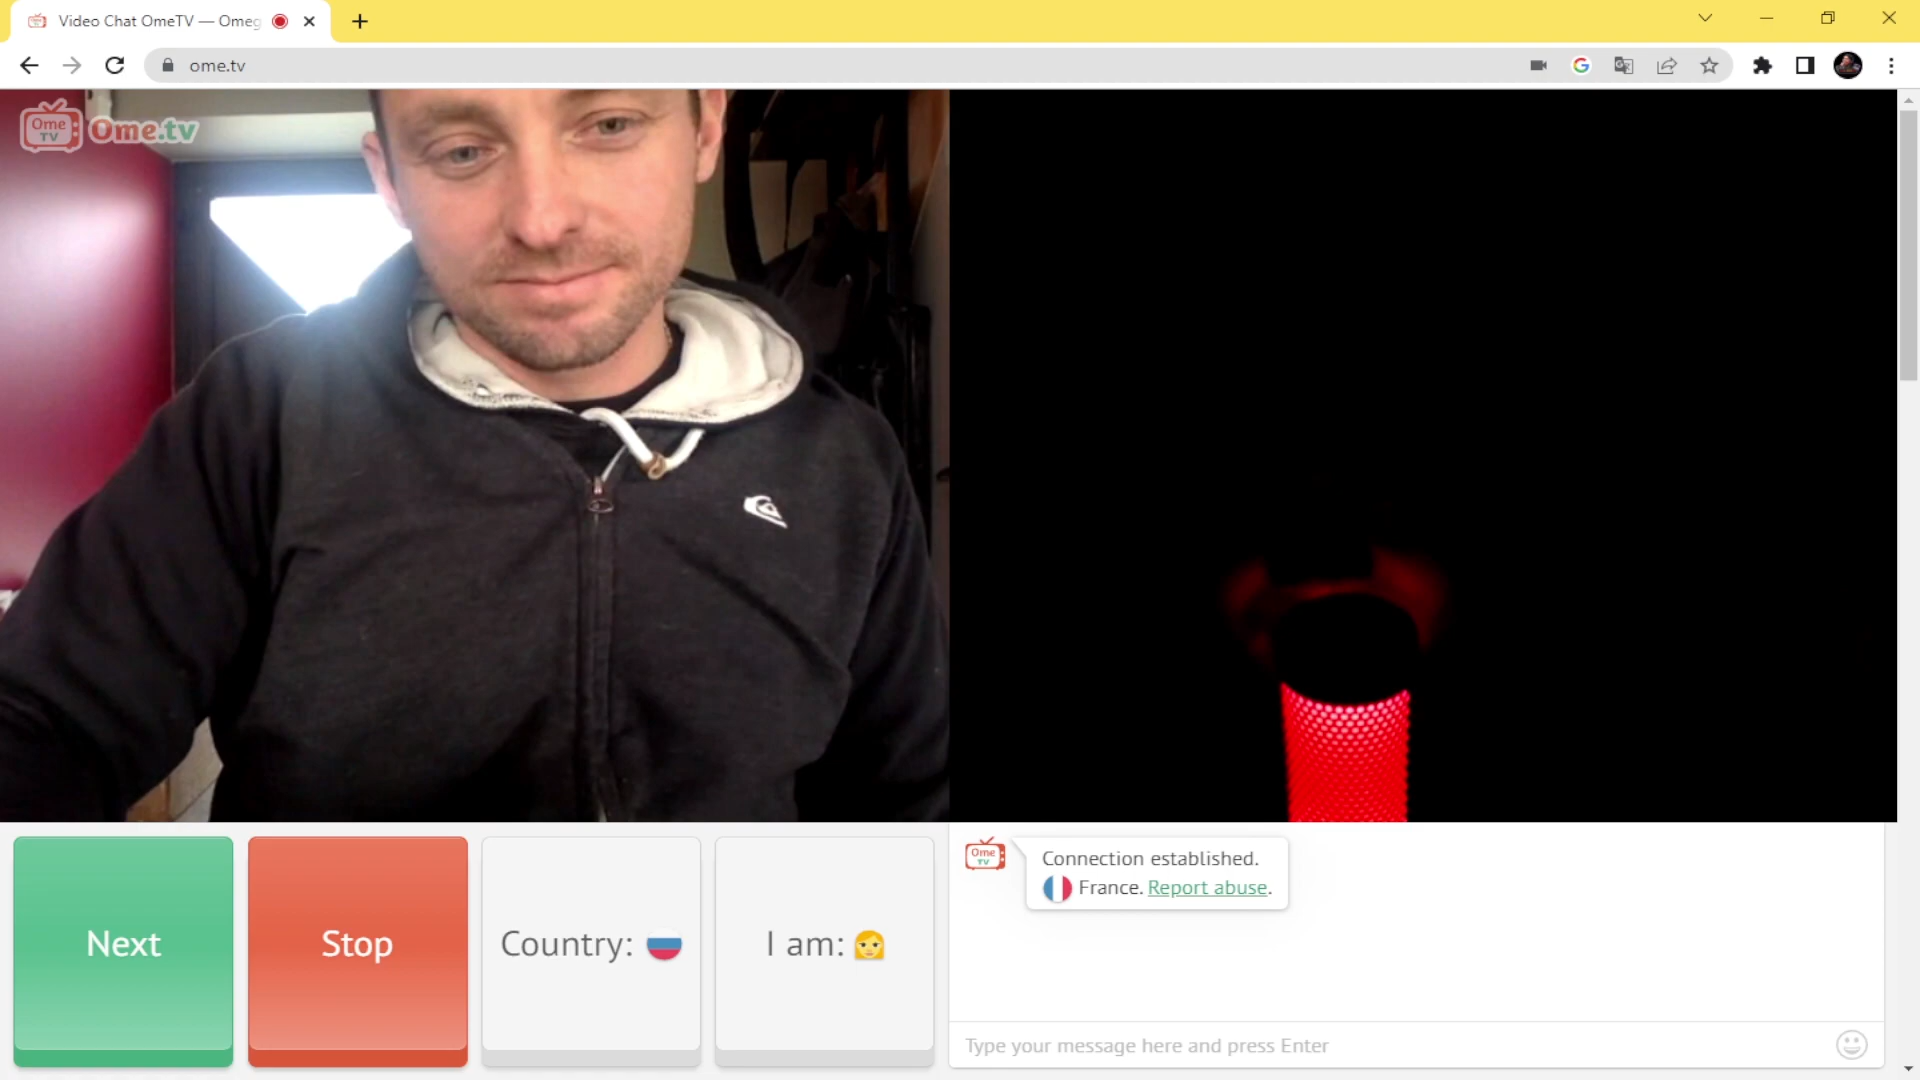 Video Chat OmeTV — Omeg
ome.tv
Ome TV Ome.tv
Next
Stop
Country:
I am:
Ome TV
Connection established.
France. Report abuse.
Type your message here and press Enter